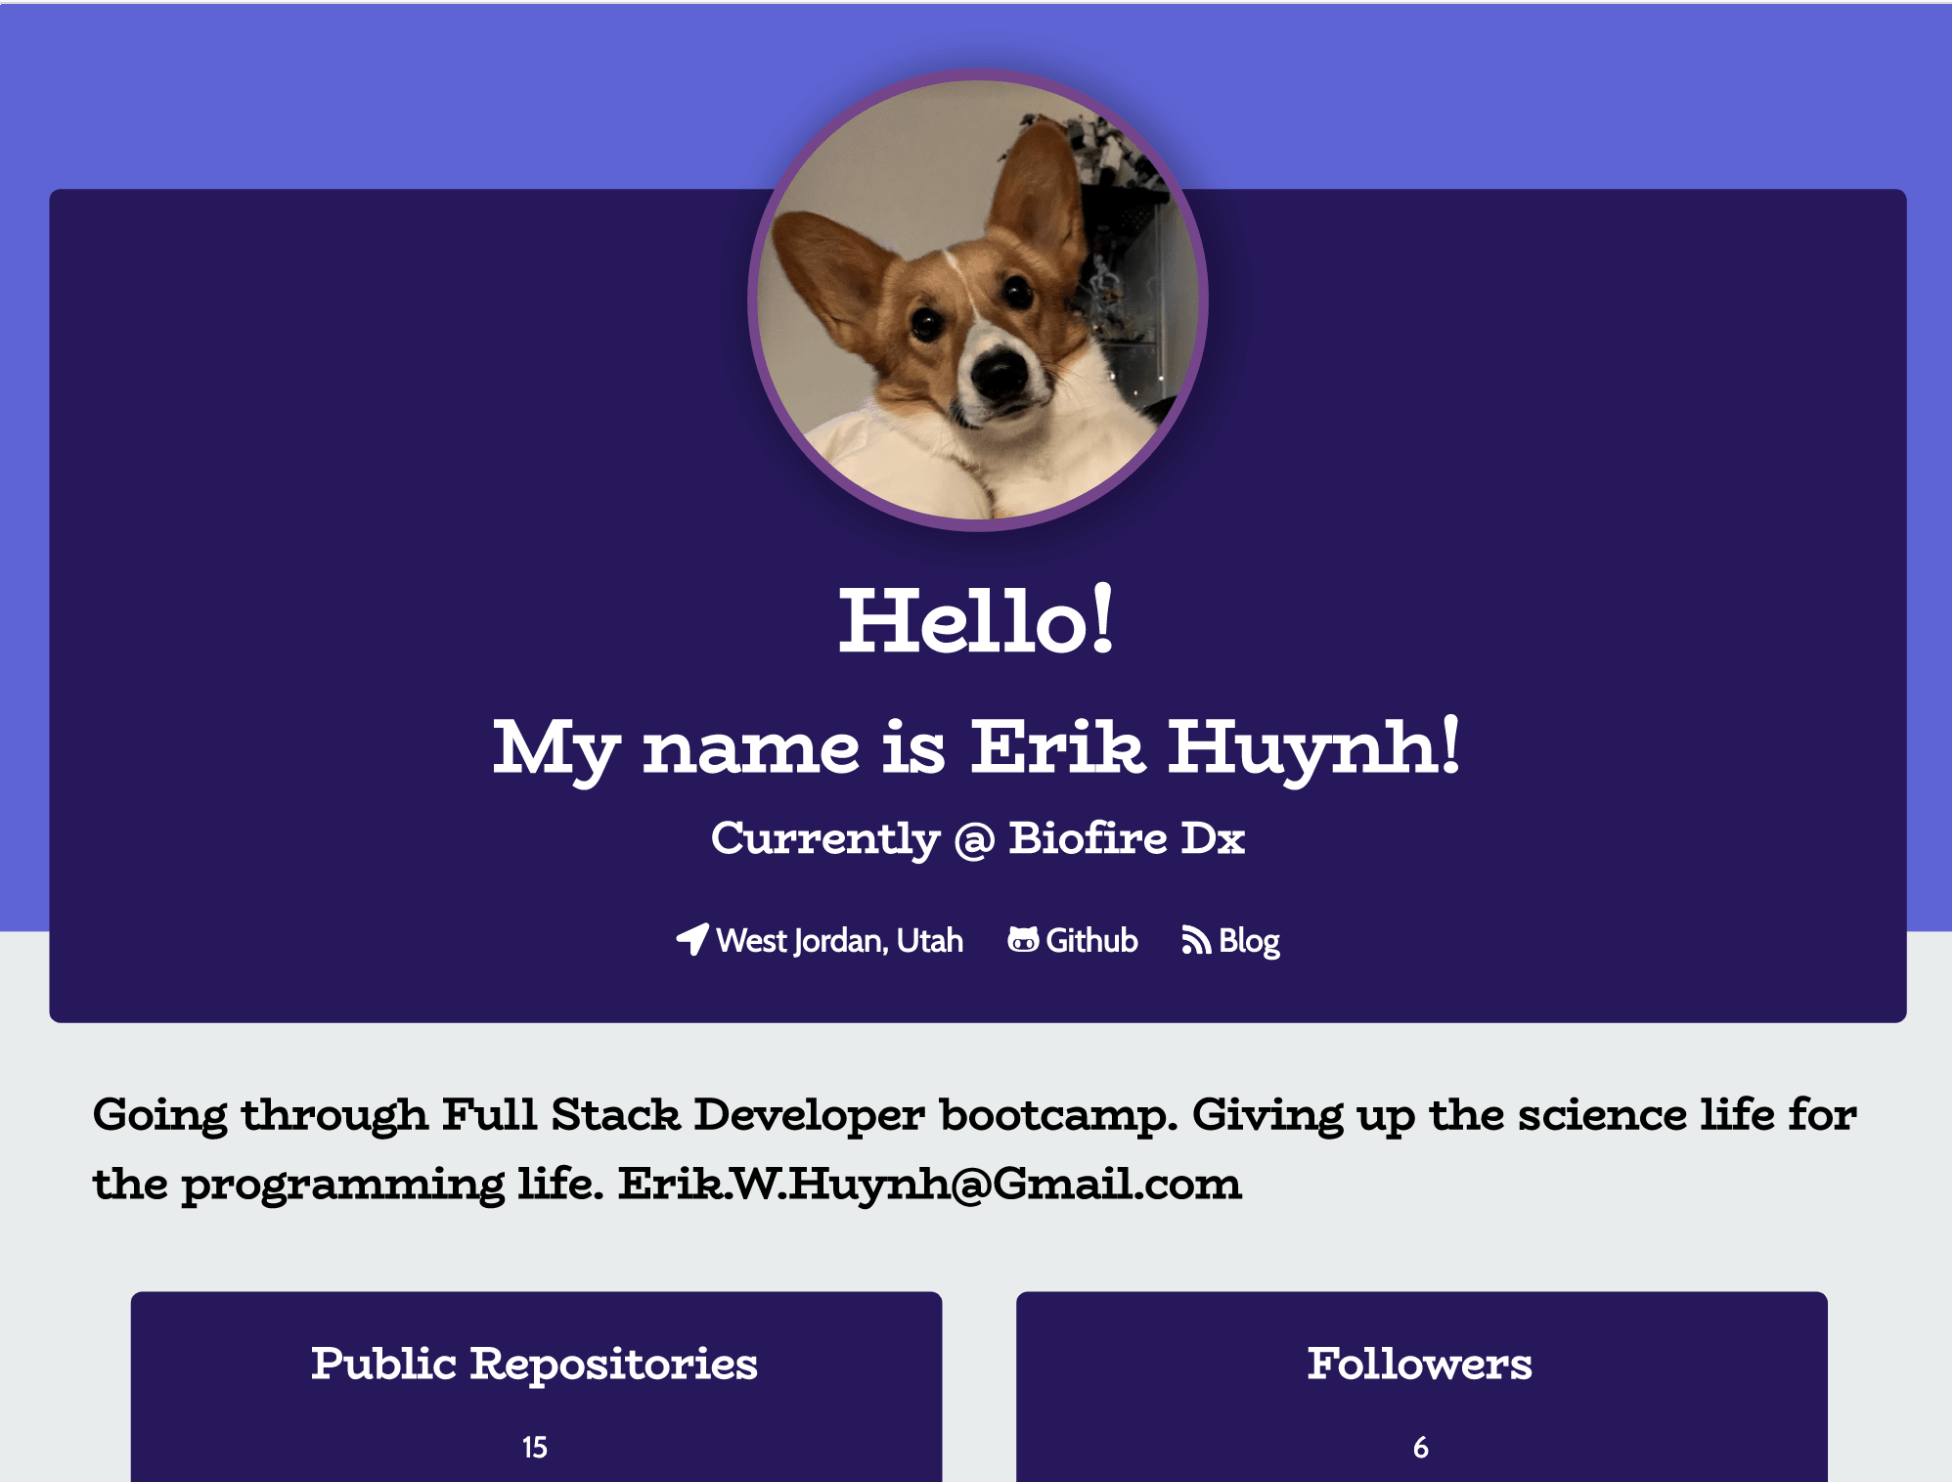 Hello!
My name is Erik Huynh!
Currently @ Biofire Dx
West Jordan, Utah Github Blog
Going through Full Stack Developer bootcamp. Giving up the science life for
the programming life. Erik.W.Huynh@Gmail.com
Public Repositories Followers
15 6